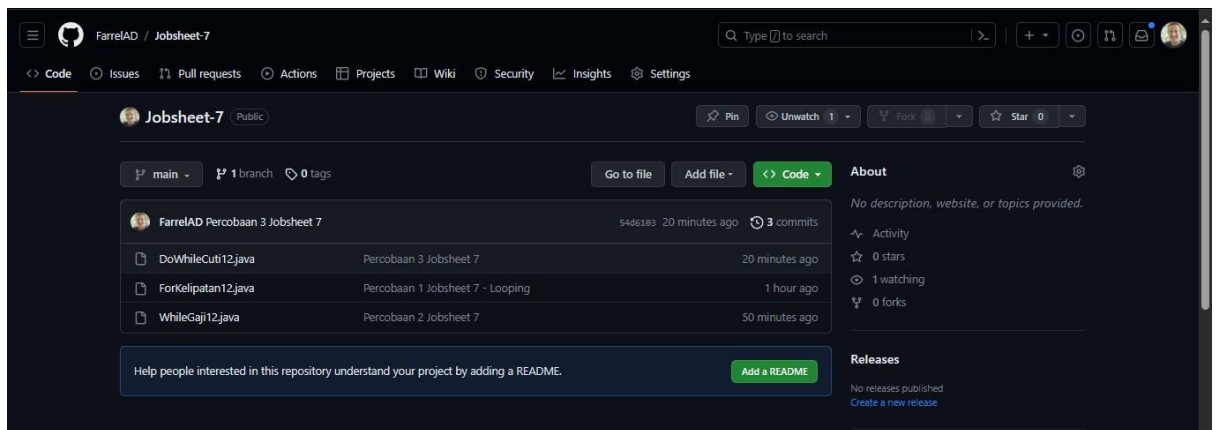 FarrelAD / Jobsheet-7
Type / to search
Code Issues Pull requests Actions Projects Wiki Security Insights Settings
Jobsheet-7 Public
Pin Unwatch 1 Fork 0 Star 0
main 1 branch 0 tags
Go to file Add file Code
About
No description, website, or topics provided.
FarrelAD Percobaan 3 Jobsheet 7 54d6103 20 minutes ago 3 commits
DoWhileCuti12.java Percobaan 3 Jobsheet 7 20 minutes ago
ForKelipatan12.java Percobaan 1 Jobsheet 7 - Looping 1 hour ago
WhileGaji12.java Percobaan 2 Jobsheet 7 50 minutes ago
Activity
0 stars
1 watching
0 forks
Help people interested in this repository understand your project by adding a README. Add a README
Releases
No releases published
Create a new release